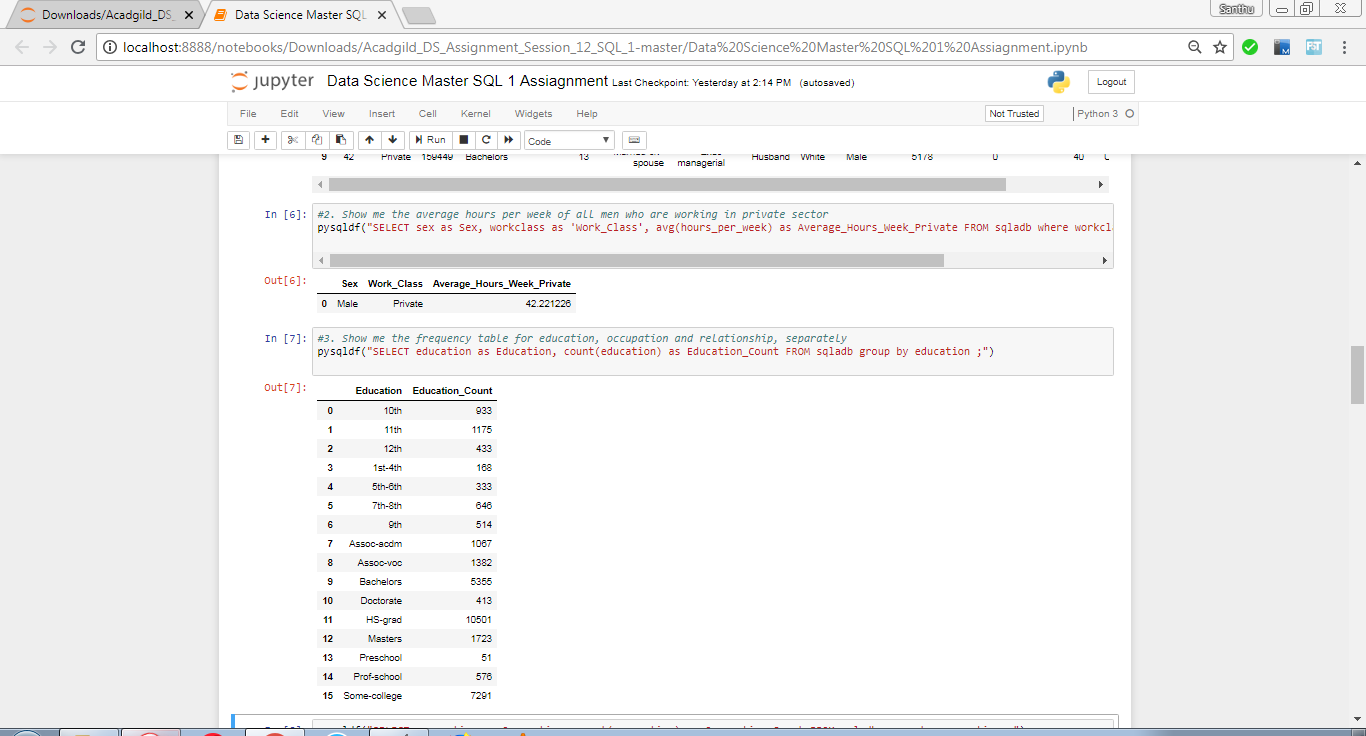 Downloads/Acadgild_DS_
Data Science Master SQL
Santhu
localhost:8888/notebooks/Downloads/Acadgild_DS_Assignment_Session_12_SQL_1-master/Data%20Science%20Master%20SQL%201%20Assiagnment.ipynb
jupyter Data Science Master SQL 1 Assiagnment Last Checkpoint: Yesterday at 2:14 PM (autosaved)
Logout
File Edit View Insert Cell Kernel Widgets Help
Not Trusted
Python 3
Run
Code
9 42 Private 159449 Bachelors 13 spouse managerial Husband White Male 5178 0 40
In [6]: #2. Show me the average hours per week of all men who are working in private sector
pysqldf("SELECT sex as Sex, workclass as 'Work_Class', avg(hours_per_week) as Average_Hours_Week_Private FROM sqladb where workcl
Out[6]:
Sex Work_Class Average_Hours_Week_Private
0 Male Private 42.221226
In [7]: #3. Show me the frequency table for education, occupation and relationship, separately
pysqldf("SELECT education as Education, count(education) as Education_Count FROM sqladb group by education ;")
Out[7]:
Education Education_Count
0 10th 933
1 11th 1175
2 12th 433
3 1st-4th 168
4 5th-6th 333
5 7th-8th 646
6 9th 514
7 Assoc-acdm 1067
8 Assoc-voc 1382
9 Bachelors 5355
10 Doctorate 413
11 HS-grad 10501
12 Masters 1723
13 Preschool 51
14 Prof-school 576
15 Some-college 7291